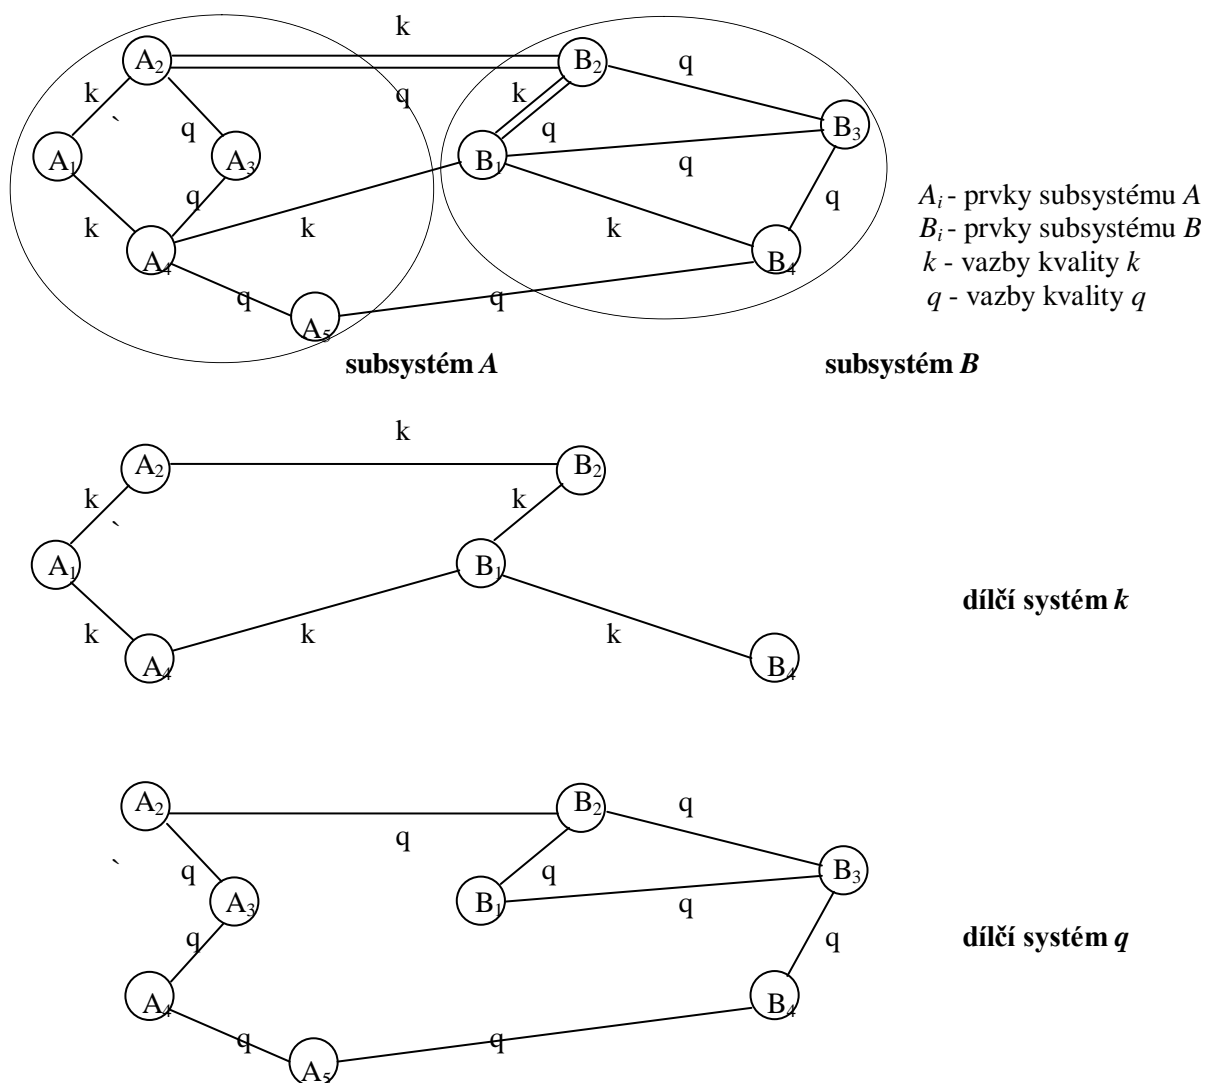 k
A2 B2 q
k q k
` q q B3
A1 A3 B1 q
q q
k k k
A4 B4
q q
A5
Ai - prvky subsystému A
Bi - prvky subsystému B
k - vazby kvality k
q - vazby kvality q
subsystém A subsystém B
k
A2 B2
k k
`
A1 B1
dílčí systém k
k k k
A4 B4
A2 B2 q
q
` q q B3
A3 B1 q
q q
dílčí systém q
A4 B4
q q
A5